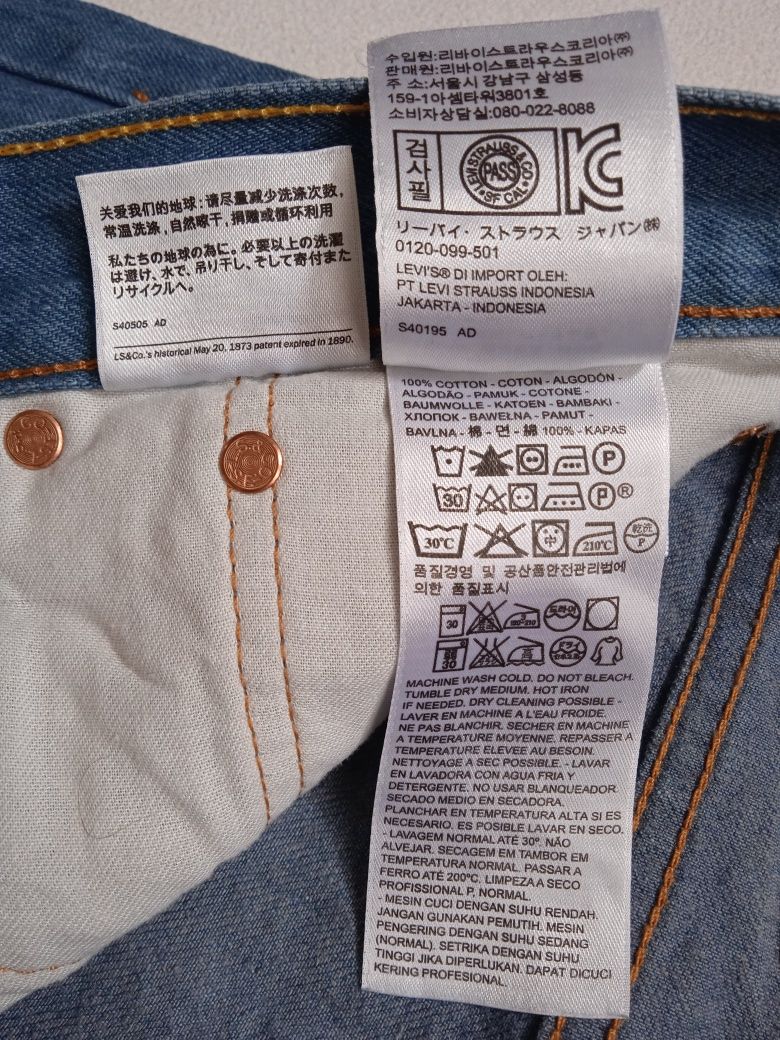 关爱我们的地球：请尽量减少洗涤次数，
常温洗涤，自然晾干，捐赠或循环利用
私たちの地球の為に。必要以上の洗濯
は避け、水で、吊り干し、そして寄付また
リサイクルへ。
S40505 AD
LS&Co.'s historical May 20, 1873 patent expired in 1890.
수입원:리바이스트라우스코리아㈜
판매원:리바이스트라우스코리아㈜
주 소:서울시 강남구 삼성동
159-1아셈타워3801호
소비자상담실:080-022-8088
검사필
LEVI STRAUSS & CO
PASS
SF CAL
リーバイ・ストラウス ジャパン㈱
0120-099-501
LEVI'S® DI IMPORT OLEH:
PT LEVI STRAUSS INDONESIA
JAKARTA - INDONESIA
S40195 AD
100% COTTON - COTON - ALGODÓN -
ALGODÃO - PAMUK - COTONE -
BAUMWOLLE - KATOEN - BAMBAKI -
ХЛОПОК - BAWEŁNA - PAMUT -
BAVLNA - 棉 - 면 - 綿 100% - KAPAS
P
30 P ®
30°C 中 210°C 乾洗 P
품질경영 및 공산품안전관리법에
의한 품질표시
30 180~210 드라이
30 高
MACHINE WASH COLD. DO NOT BLEACH.
TUMBLE DRY MEDIUM. HOT IRON
IF NEEDED. DRY CLEANING POSSIBLE -
LAVER EN MACHINE A L'EAU FROIDE.
NE PAS BLANCHIR. SECHER EN MACHINE
A TEMPERATURE MOYENNE. REPASSER A
TEMPERATURE ELEVEE AU BESOIN.
NETTOYAGE A SEC POSSIBLE. - LAVAR
EN LAVADORA CON AGUA FRIA Y
DETERGENTE. NO USAR BLANQUEADOR.
SECADO MEDIO EN SECADORA.
PLANCHAR EN TEMPERATURA ALTA SI ES
NECESARIO. ES POSIBLE LAVAR EN SECO.
- LAVAGEM NORMAL ATÉ 30º. NÃO
ALVEJAR. SECAGEM EM TAMBOR EM
TEMPERATURA NORMAL. PASSAR A
FERRO ATÉ 200ºC. LIMPEZA A SECO
PROFISSIONAL P, NORMAL.
- MESIN CUCI DENGAN SUHU RENDAH.
JANGAN GUNAKAN PEMUTIH. MESIN
PENGERING DENGAN SUHU SEDANG
(NORMAL). SETRIKA DENGAN SUHU
TINGGI JIKA DIPERLUKAN. DAPAT DICUCI
KERING PROFESIONAL.